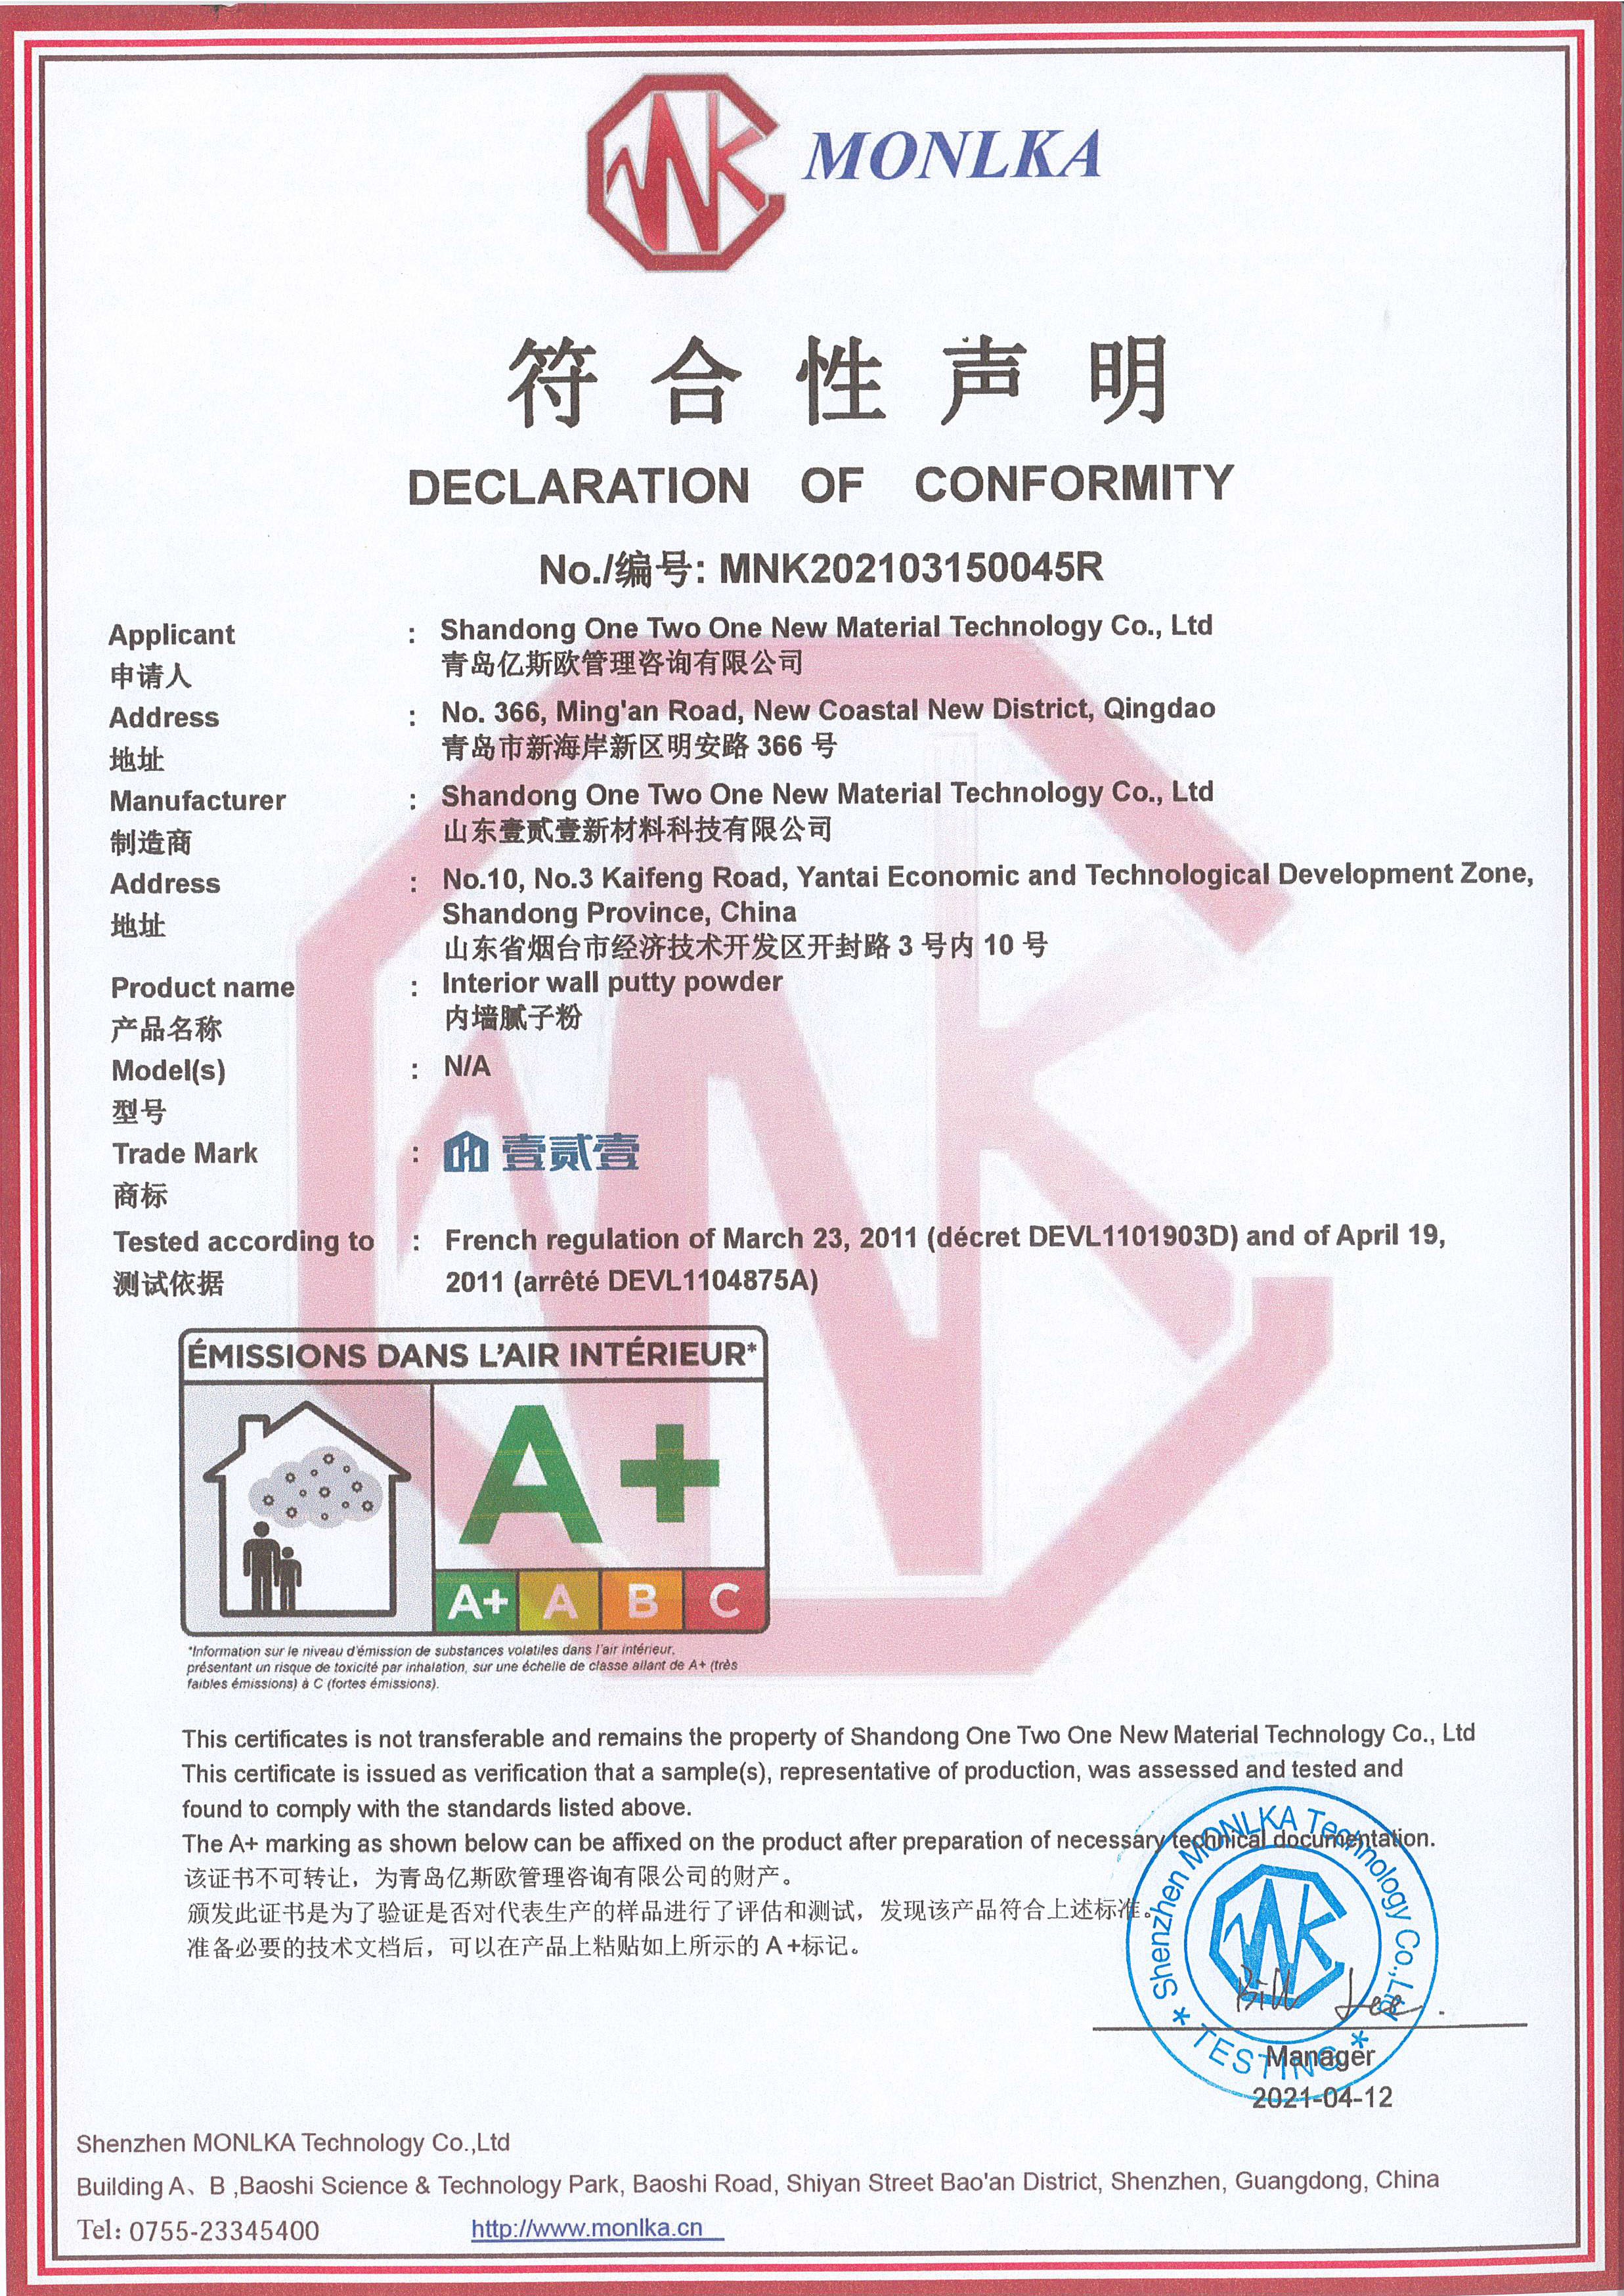 MONLKA
符合性声明
DECLARATION OF CONFORMITY
No./编号: MNK202103150045R
Applicant : Shandong One Two One New Material Technology Co., Ltd
申请人 青岛亿斯欧管理咨询有限公司
Address : No. 366, Ming'an Road, New Coastal New District, Qingdao
地址 青岛市新海岸新区明安路 366 号
Manufacturer : Shandong One Two One New Material Technology Co., Ltd
制造商 山东壹贰壹新材料科技有限公司
Address : No.10, No.3 Kaifeng Road, Yantai Economic and Technological Development Zone,
Shandong Province, China
地址 山东省烟台市经济技术开发区开封路 3 号内 10 号
Product name : Interior wall putty powder
产品名称 内墙腻子粉
Model(s) : N/A
型号
Trade Mark : 壹贰壹
商标
Tested according to : French regulation of March 23, 2011 (décret DEVL1101903D) and of April 19,
测试依据 2011 (arrêté DEVL1104875A)
ÉMISSIONS DANS L'AIR INTÉRIEUR*
A+
A+ A B C
*Information sur le niveau d'émission de substances volatiles dans l'air intérieur,
présentant un risque de toxicité par inhalation, sur une échelle de classe allant de A+ (très
faibles émissions) à C (fortes émissions).
This certificates is not transferable and remains the property of Shandong One Two One New Material Technology Co., Ltd
This certificate is issued as verification that a sample(s), representative of production, was assessed and tested and
found to comply with the standards listed above.
The A+ marking as shown below can be affixed on the product after preparation of necessary technical documentation.
该证书不可转让，为青岛亿斯欧管理咨询有限公司的财产。
颁发此证书是为了验证是否对代表生产的样品进行了评估和测试，发现该产品符合上述标准。
准备必要的技术文档后，可以在产品上粘贴如上所示的 A +标记。
Shenzhen MONLKA Technology Co.,Ltd
* TESTING *
Bill Lee
Manager
2021-04-12
Shenzhen MONLKA Technology Co.,Ltd
Building A、B ,Baoshi Science & Technology Park, Baoshi Road, Shiyan Street Bao'an District, Shenzhen, Guangdong, China
Tel: 0755-23345400 http://www.monlka.cn